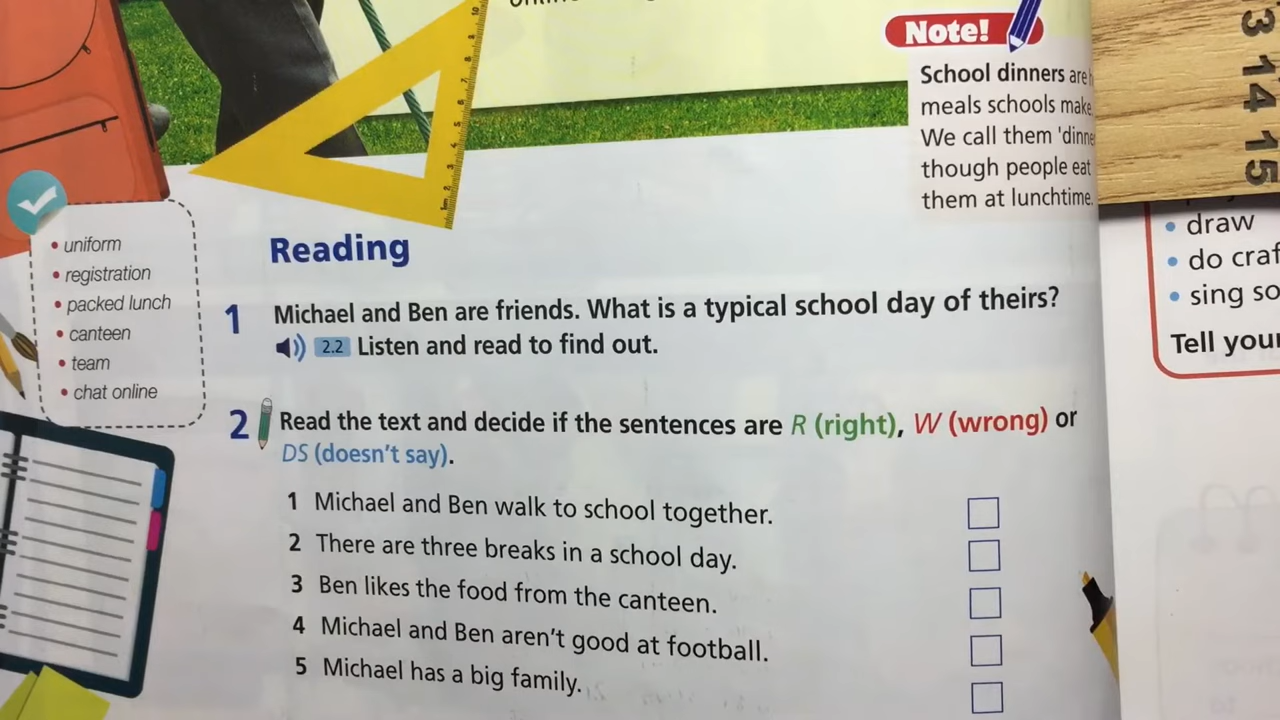 Note!
School dinners are
meals schools make.
We call them
though people eat
them at lunchtime.
13 14 15
uniform
registration
packed lunch
canteen
team
chat online
Reading
1 Michael and Ben are friends. What is a typical school day of theirs?
2.2 Listen and read to find out.
2 Read the text and decide if the sentences are R (right), W (wrong) or
DS (doesn't say).
1 Michael and Ben walk to school together.
2 There are three breaks in a school day.
3 Ben likes the food from the canteen.
4 Michael and Ben aren't good at football.
5 Michael has a big family.
draw
do
sing
Tell